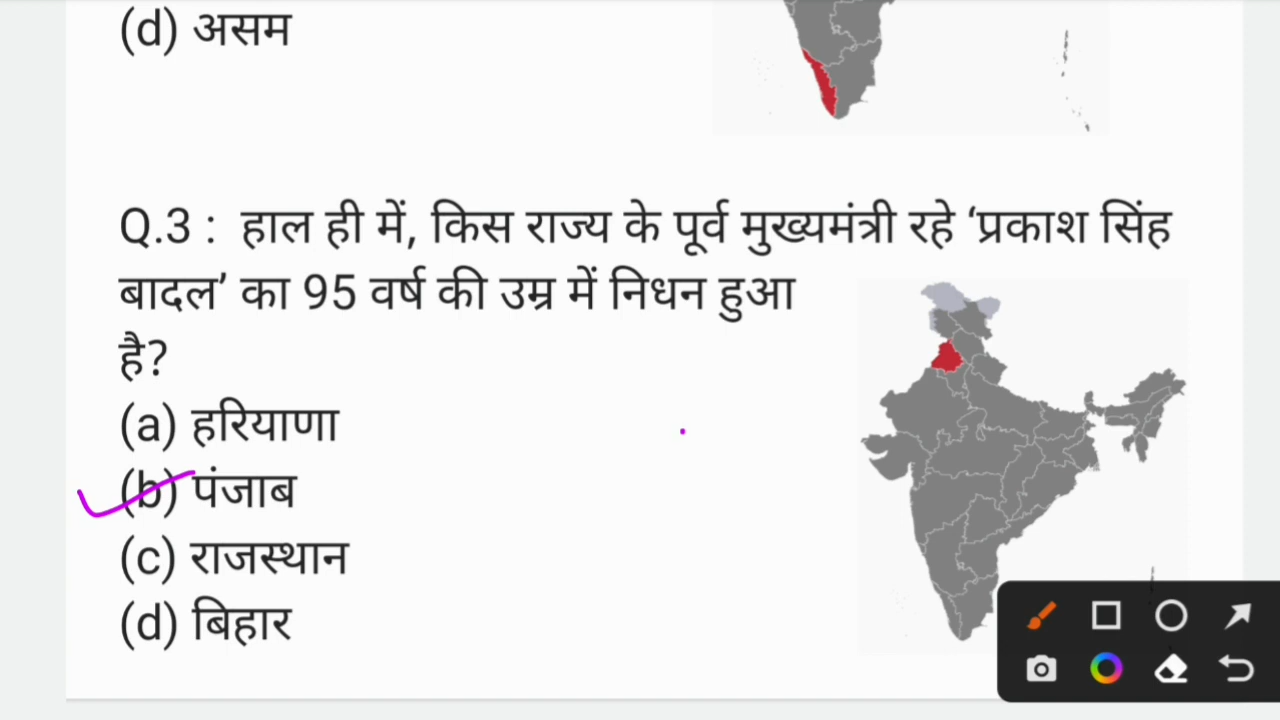 (d) असम
Q.3 : हाल ही में, किस राज्य के पूर्व मुख्यमंत्री रहे ‘प्रकाश सिंह
बादल’ का 95 वर्ष की उम्र में निधन हुआ
है?
(a) हरियाणा
(b) पंजाब
(c) राजस्थान
(d) बिहार